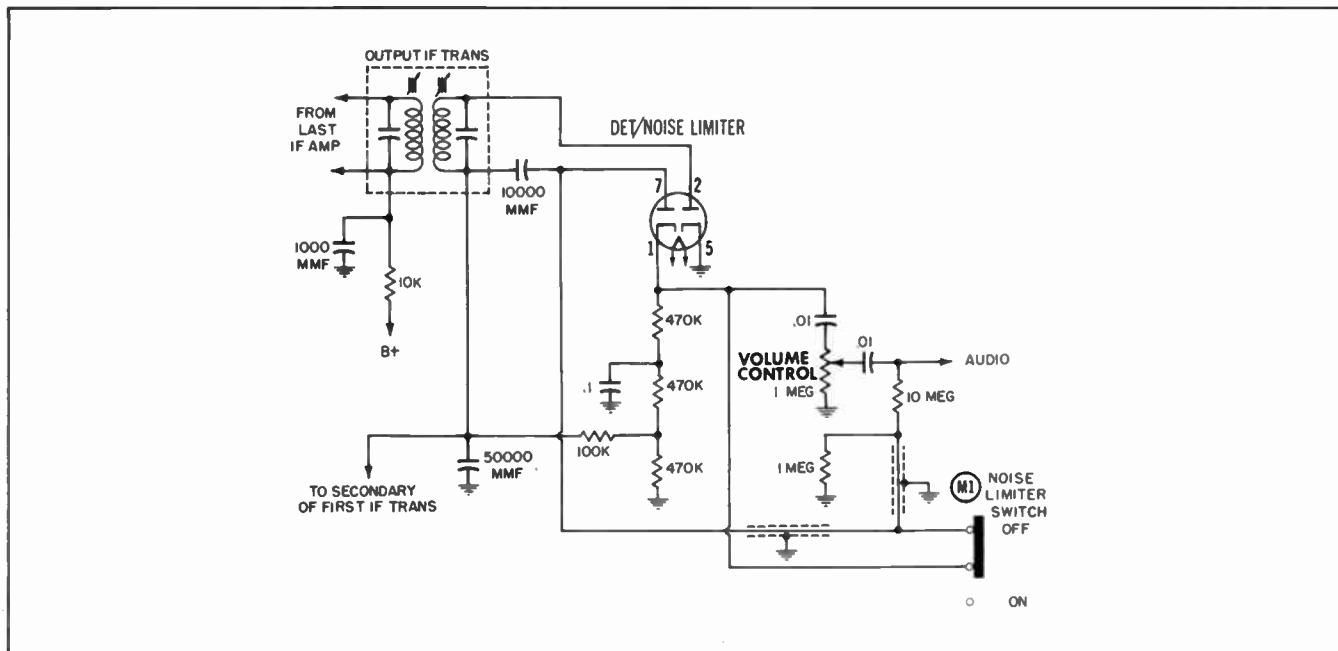 OUTPUT IF TRANS
FROM
LAST
IF AMP
DET/NOISE LIMITER
10000
MMF
7
2
1
5
1000
MMF
10K
B+
470K
.01
.01
AUDIO
VOLUME
CONTROL
1 MEG
10 MEG
.1
470K
100K
50000
MMF
470K
1 MEG
M1
NOISE
LIMITER
SWITCH
OFF
TO SECONDARY
OF FIRST IF TRANS
ON